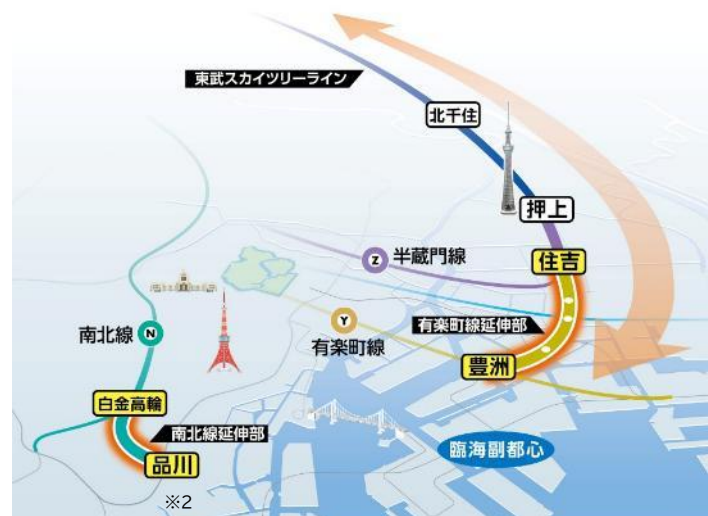 東武スカイツリーライン
北千住
押上
Z
半蔵門線
住吉
南北線
N
Y
有楽町線
有楽町線延伸部
豊洲
白金高輪
南北線延伸部
品川
臨海副都心
※2